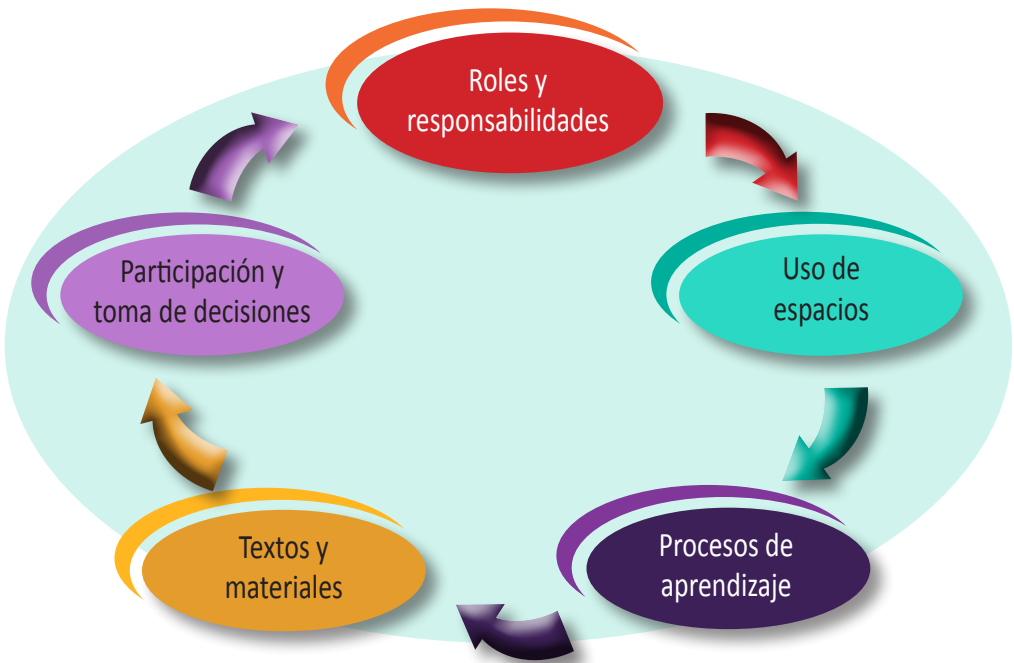 Roles y
responsabilidades
Uso de
espacios
Procesos de
aprendizaje
Textos y
materiales
Participación y
toma de decisiones